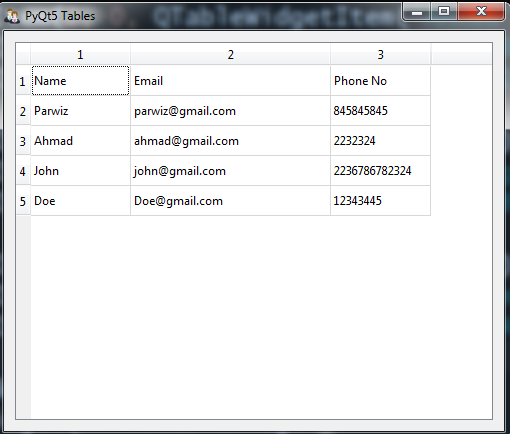 PyQt5 Tables
QTableWidgetItem
1 2 3
1 Name Email Phone No
2 Parwiz parwiz@gmail.com 845845845
3 Ahmad ahmad@gmail.com 2232324
4 John john@gmail.com 2236786782324
5 Doe Doe@gmail.com 12343445